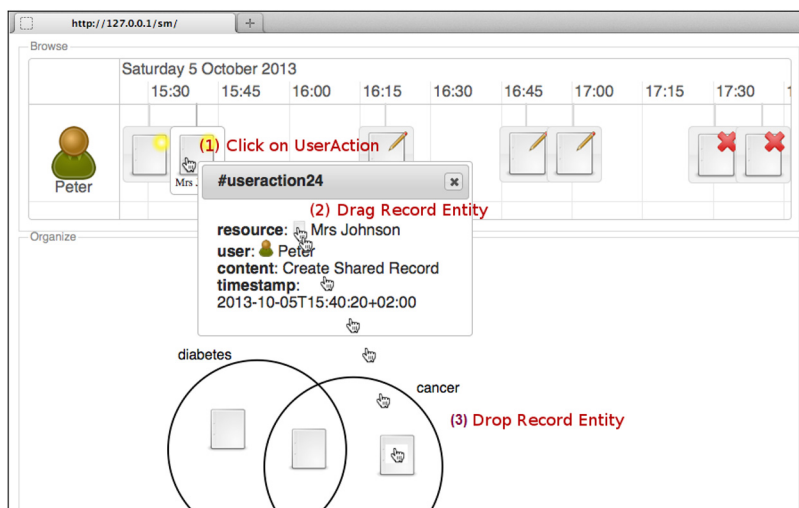 http://127.0.0.1/sm/
Browse
Saturday 5 October 2013
15:30 15:45 16:00 16:15 16:30 16:45 17:00 17:15 17:30
(1) Click on UserAction
Mrs
Peter
#useraction24
(2) Drag Record Entity
resource: Mrs Johnson
user: Peter
content: Create Shared Record
timestamp:
2013-10-05T15:40:20+02:00
Organize
diabetes
cancer
(3) Drop Record Entity